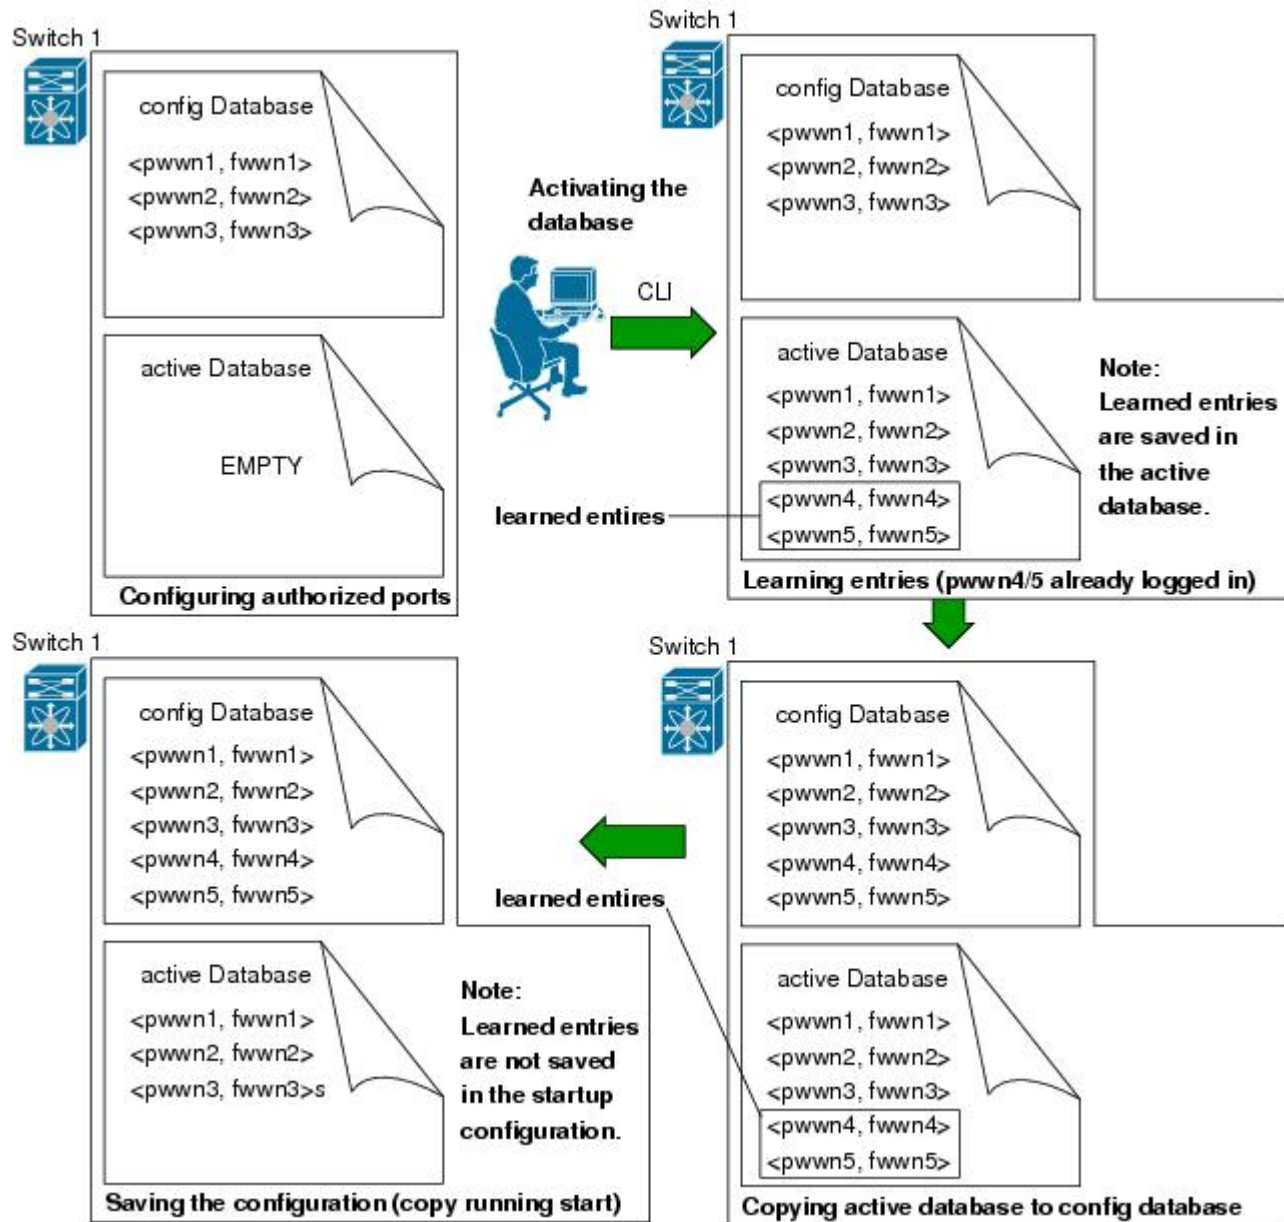 Switch 1
config Database
<pwwn1, fwwn1>
<pwwn2, fwwn2>
<pwwn3, fwwn3>
active Database
EMPTY
Configuring authorized ports
Activating the
database
CLI
Switch 1
config Database
<pwwn1, fwwn1>
<pwwn2, fwwn2>
<pwwn3, fwwn3>
active Database
<pwwn1, fwwn1>
<pwwn2, fwwn2>
<pwwn3, fwwn3>
<pwwn4, fwwn4>
<pwwn5, fwwn5>
learned entires
Note:
Learned entries
are saved in
the active
database.
Learning entries (pwwn4/5 already logged in)
Switch 1
config Database
<pwwn1, fwwn1>
<pwwn2, fwwn2>
<pwwn3, fwwn3>
<pwwn4, fwwn4>
<pwwn5, fwwn5>
active Database
<pwwn1, fwwn1>
<pwwn2, fwwn2>
<pwwn3, fwwn3>s
Note:
Learned entries
are not saved
in the startup
configuration.
Saving the configuration (copy running start)
learned entires
Switch 1
config Database
<pwwn1, fwwn1>
<pwwn2, fwwn2>
<pwwn3, fwwn3>
<pwwn4, fwwn4>
<pwwn5, fwwn5>
active Database
<pwwn1, fwwn1>
<pwwn2, fwwn2>
<pwwn3, fwwn3>
<pwwn4, fwwn4>
<pwwn5, fwwn5>
Copying active database to config database